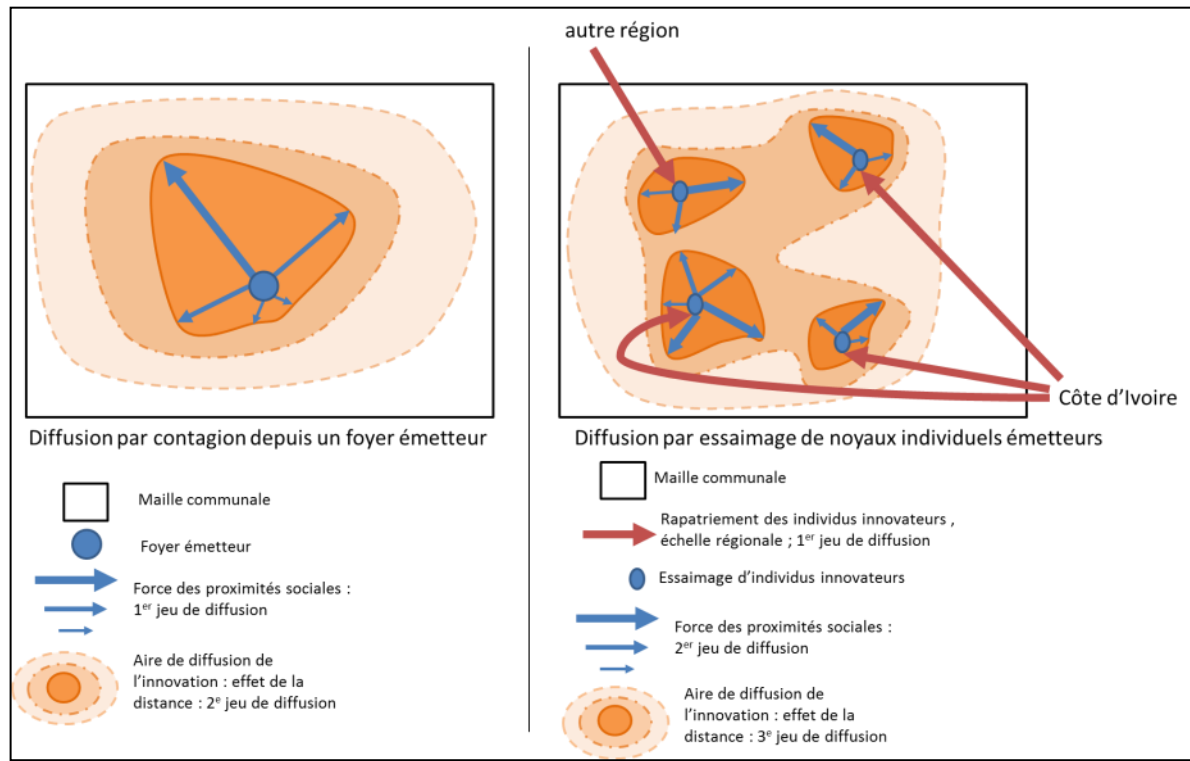 autre région
Côte d’Ivoire
Diffusion par contagion depuis un foyer émetteur
Maille communale
Foyer émetteur
Force des proximités sociales :
1er jeu de diffusion
Aire de diffusion de
l’innovation : effet de la
distance : 2e jeu de diffusion
Diffusion par essaimage de noyaux individuels émetteurs
Maille communale
Rapatriement des individus innovateurs ,
échelle régionale ; 1er jeu de diffusion
Essaimage d’individus innovateurs
Force des proximités sociales :
2er jeu de diffusion
Aire de diffusion de
l’innovation : effet de la
distance : 3e jeu de diffusion